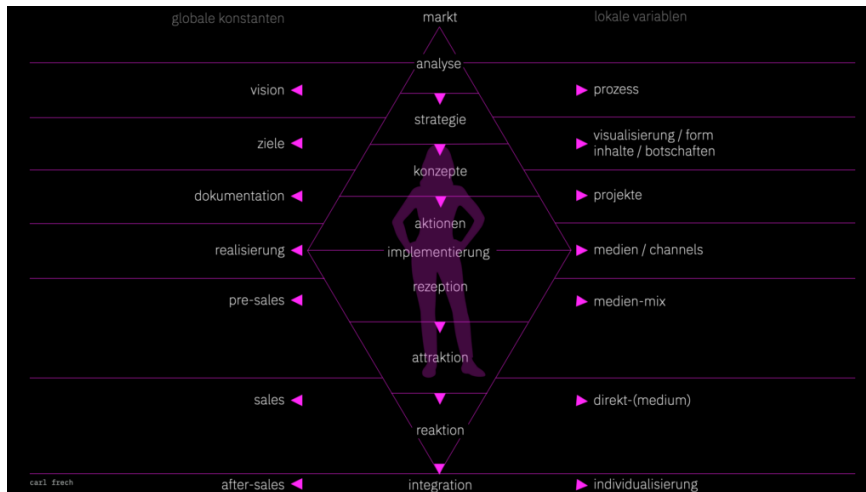 globale konstanten
markt
lokale variablen
analyse
vision
prozess
strategie
ziele
visualisierung / form
inhalte / botschaften
konzepte
dokumentation
projekte
aktionen
realisierung
implementierung
medien / channels
rezeption
pre-sales
medien-mix
attraktion
sales
direkt-(medium)
reaktion
carl frech
after-sales
integration
individualisierung